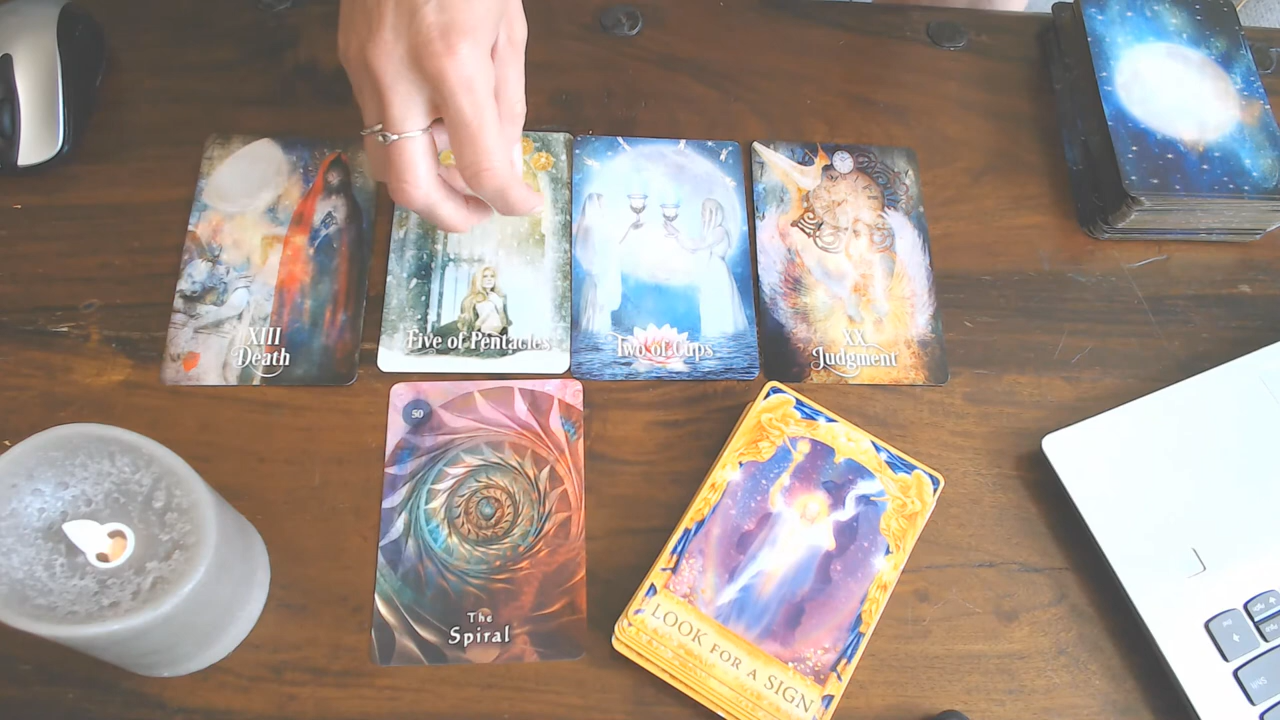 XIII
Death
Five of Pentacles
Two of Cups
XX
Judgment
50
The
Spiral
LOOK FOR A SIGN